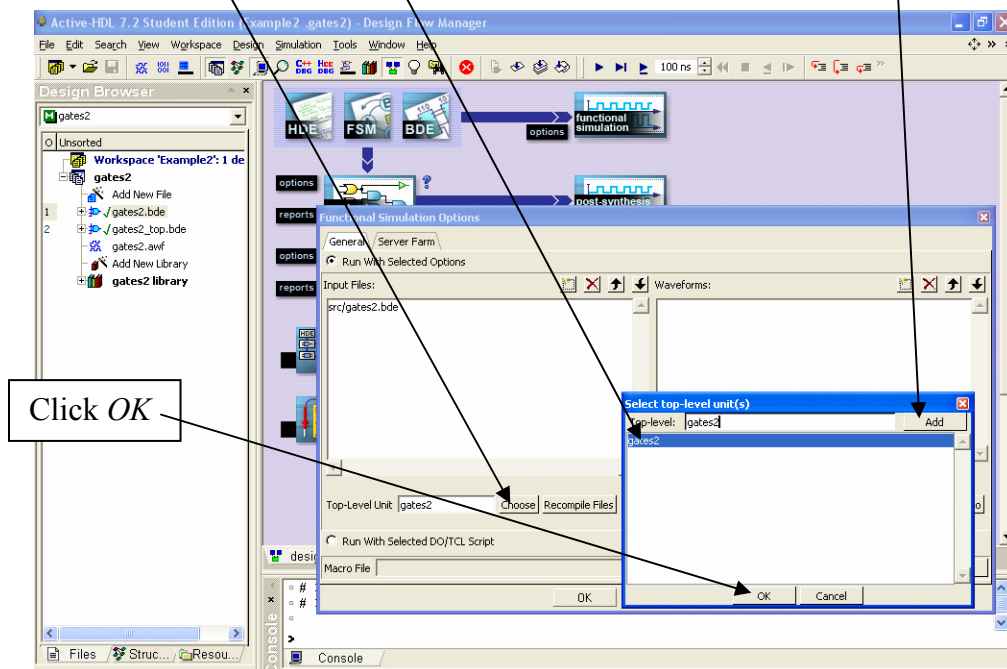 Active-HDL 7.2 Student Edition (Example2 ,gates2) - Design Flow Manager
File Edit Search View Workspace Design Simulation Tools Window Help
C++ DBG HDL DBG 100 ns
Design Browser
gates2
HDE FSM BDE
options
functional simulation
O Unsorted
Workspace 'Example2': 1 de
gates2
Add New File
1 gates2.bde
2 gates2_top.bde
gates2.awf
Add New Library
gates2 library
options
?
post-synthesis
reports
options
reports
HDE
Functional Simulation Options
General Server Farm
Run With Selected Options
Input Files: Waveforms:
src/gates2.bde
Click OK
Select top-level unit(s)
Top-level: gates2 Add
gates2
Top-Level Unit gates2 Choose Recompile Files
Run With Selected DO/TCL Script
Macro File
OK
OK Cancel
#
#
>
Console
Files Struc... Resou...
Console